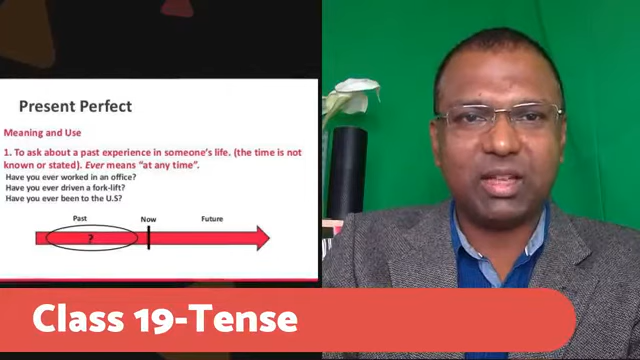 Present Perfect
Meaning and Use
1. To ask about a past experience in someone's life. (the time is not
known or stated). Ever means “at any time”.
Have you ever worked in an office?
Have you ever driven a fork-lift?
Have you ever been to the U.S?
Past Now Future
?
Class 19-Tense